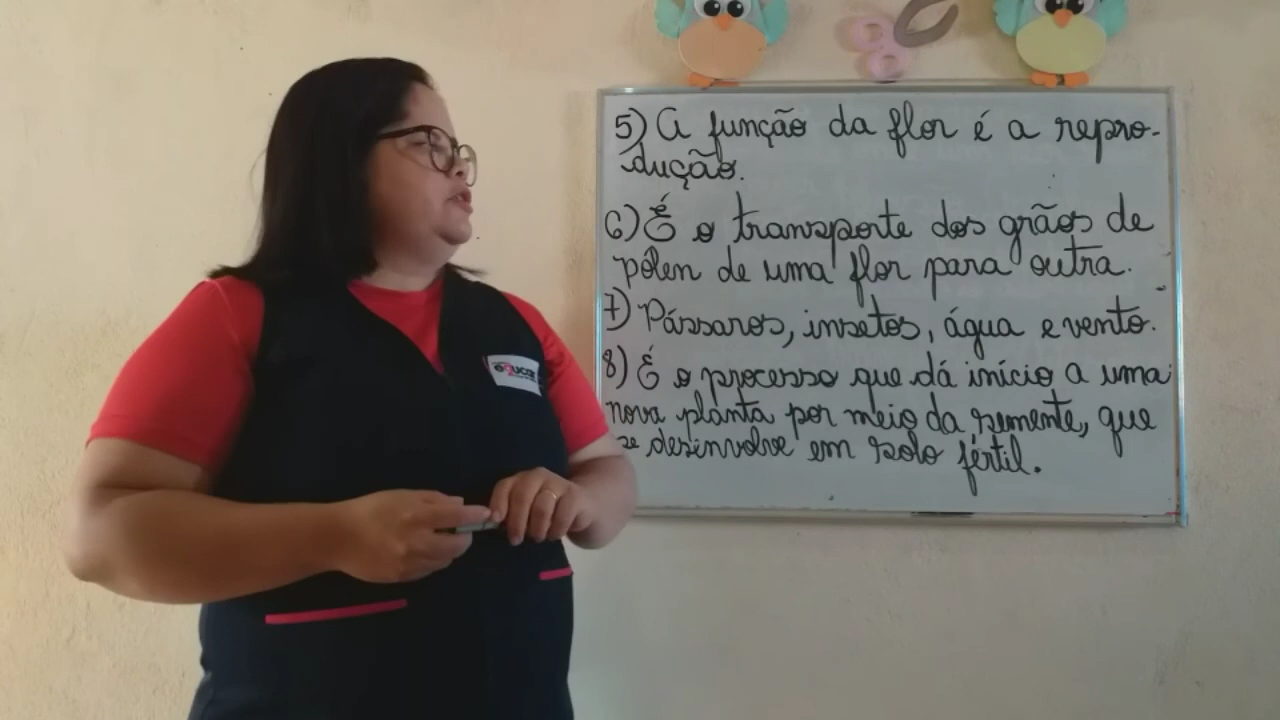 5) A função da flor é a repro-
dução.
6) É o transporte dos grãos de
pólen de uma flor para outra.
7) Pássaros, insetos, água e vento.
8) É o processo que dá início a uma
nova planta por meio da semente, que
se desenvolve em solo fértil.
educar